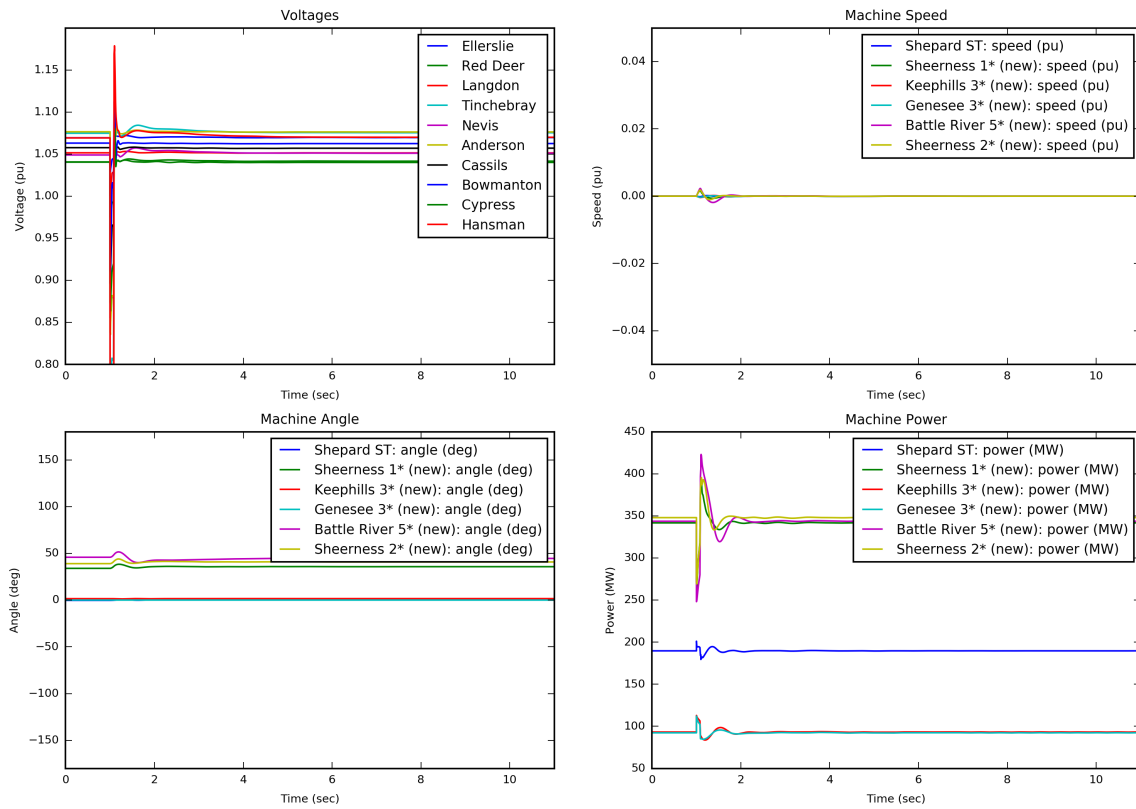 Voltages
1.15
1.10
1.05
1.00
0.95
0.90
0.85
0.80
Voltage (pu)
0
2
4
6
8
10
Time (sec)
Ellerslie
Red Deer
Langdon
Tinchebray
Nevis
Anderson
Cassils
Bowmanton
Cypress
Hansman
Machine Speed
0.04
0.02
0.00
−0.02
−0.04
Speed (pu)
0
2
4
6
8
10
Time (sec)
Shepard ST: speed (pu)
Sheerness 1* (new): speed (pu)
Keephills 3* (new): speed (pu)
Genesee 3* (new): speed (pu)
Battle River 5* (new): speed (pu)
Sheerness 2* (new): speed (pu)
Machine Angle
150
100
50
0
−50
−100
−150
Angle (deg)
0
2
4
6
8
10
Time (sec)
Shepard ST: angle (deg)
Sheerness 1* (new): angle (deg)
Keephills 3* (new): angle (deg)
Genesee 3* (new): angle (deg)
Battle River 5* (new): angle (deg)
Sheerness 2* (new): angle (deg)
Machine Power
450
400
350
300
250
200
150
100
50
Power (MW)
0
2
4
6
8
10
Time (sec)
Shepard ST: power (MW)
Sheerness 1* (new): power (MW)
Keephills 3* (new): power (MW)
Genesee 3* (new): power (MW)
Battle River 5* (new): power (MW)
Sheerness 2* (new): power (MW)